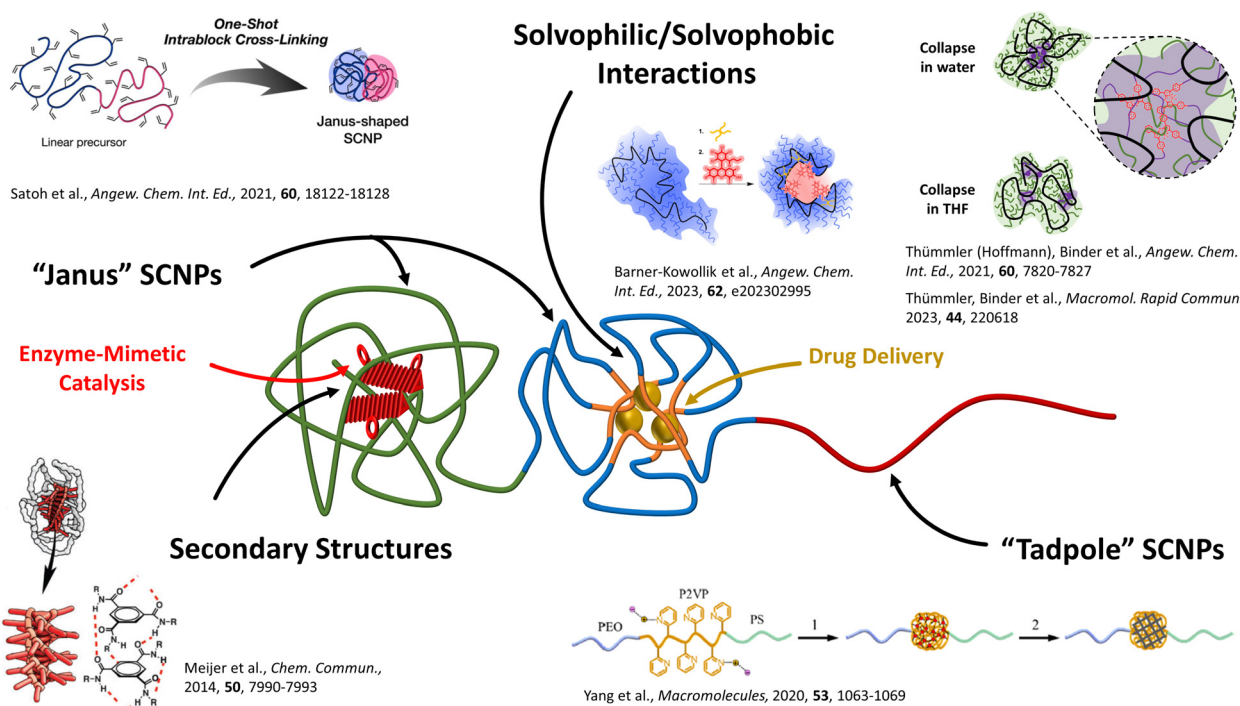 One-Shot
Intrablock Cross-Linking
Linear precursor
Janus-shaped
SCNP
Satoh et al., Angew. Chem. Int. Ed., 2021, 60, 18122-18128
Solvophilic/Solvophobic
Interactions
1.
2.
Barner-Kowollik et al., Angew. Chem.
Int. Ed., 2023, 62, e202302995
Collapse
in water
Collapse
in THF
Thümmler (Hoffmann), Binder et al., Angew. Chem.
Int. Ed., 2021, 60, 7820-7827
Thümmler, Binder et al., Macromol. Rapid Commun
2023, 44, 220618
“Janus” SCNPs
Enzyme-Mimetic
Catalysis
Drug Delivery
Secondary Structures
“Tadpole” SCNPs
R
O
O
N
H
N-R
H
O
N
H
R
H
O
R
N
H
R-N
H
O
O
N
H
R
Meijer et al., Chem. Commun.,
2014, 50, 7990-7993
PEO
P2VP
PS
N
N
N
N
N
N
1
2
Yang et al., Macromolecules, 2020, 53, 1063-1069